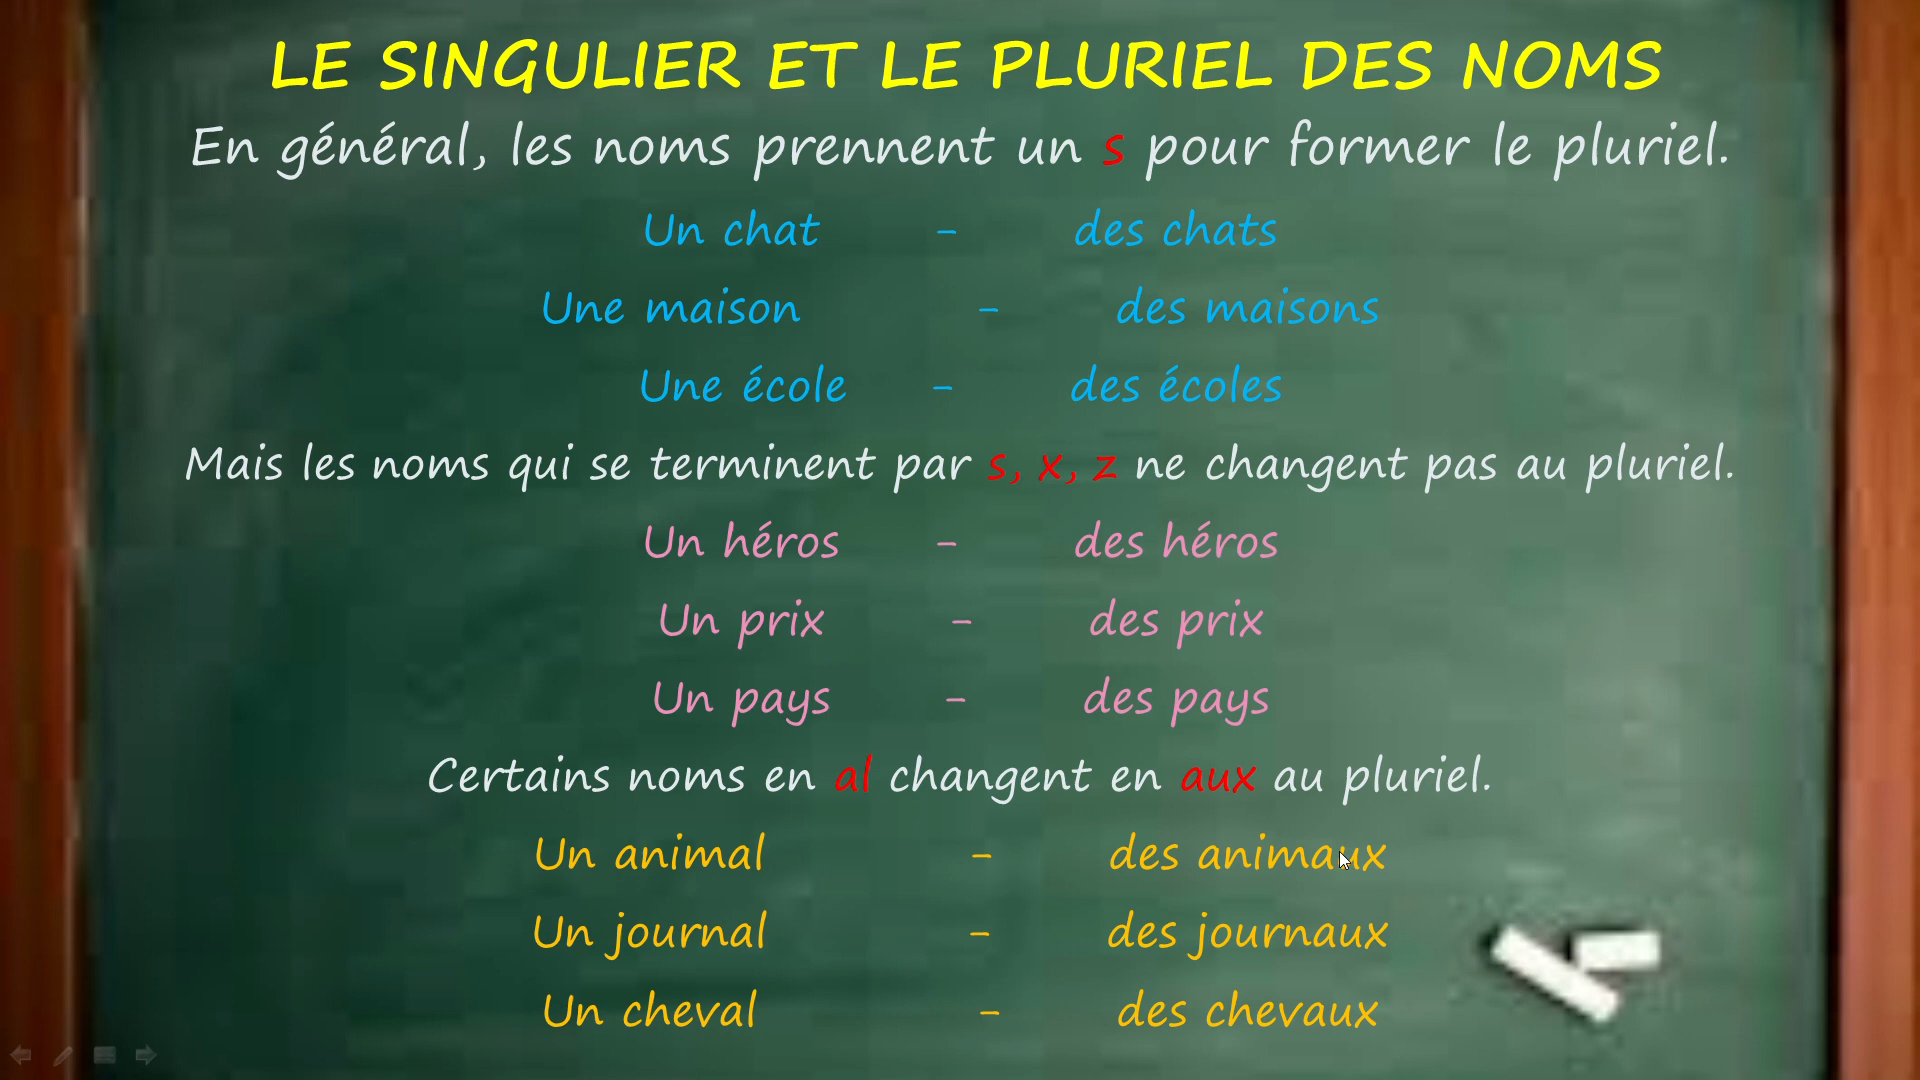 LE SINGULIER ET LE PLURIEL DES NOMS
En général, les noms prennent un s pour former le pluriel.
Un chat - des chats
Une maison - des maisons
Une école - des écoles
Mais les noms qui se terminent par s, x, z ne changent pas au pluriel.
Un héros - des héros
Un prix - des prix
Un pays - des pays
Certains noms en al changent en aux au pluriel.
Un animal - des animaux
Un journal - des journaux
Un cheval - des chevaux